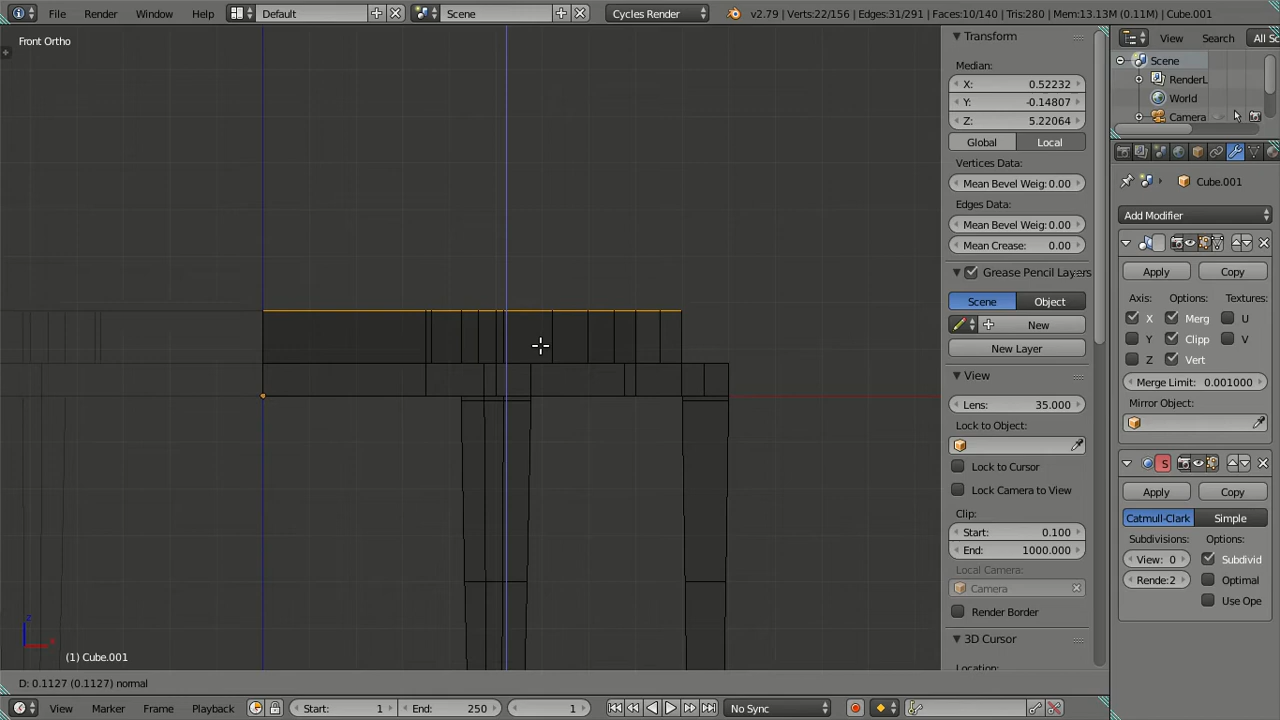 File Render Window Help Default Scene Cycles Render v2.79 | Verts:22/156 | Edges:31/291 | Faces:10/140 | Tris:280 | Mem:13.13M (0.11M) | Cube.001
Front Ortho
Transform
Median:
X: 0.52232
Y: -0.14807
Z: 5.22064
Global Local
Vertices Data:
Mean Bevel Weig: 0.00
Edges Data:
Mean Bevel Weig: 0.00
Mean Crease: 0.00
Grease Pencil Layers
Scene Object
New
New Layer
View
Lens: 35.000
Lock to Object:
Lock to Cursor
Lock Camera to View
Clip:
Start: 0.100
End: 1000.000
Local Camera:
Camera
Render Border
3D Cursor
Location:
View Search All Sc
Scene
RenderL
World
Camera
Cube.001
Add Modifier
Apply Copy
Axis: Options: Textures:
X Merg U
Y Clipp V
Z Vert
Merge Limit: 0.001000
Mirror Object:
S
Apply Copy
Catmull-Clark Simple
Subdivisions: Options:
View: 0 Subdivid
Rende: 2 Optimal
Use Ope
z
x
(1) Cube.001
D: 0.1127 (0.1127) normal
View Marker Frame Playback Start: 1 End: 250 1 No Sync